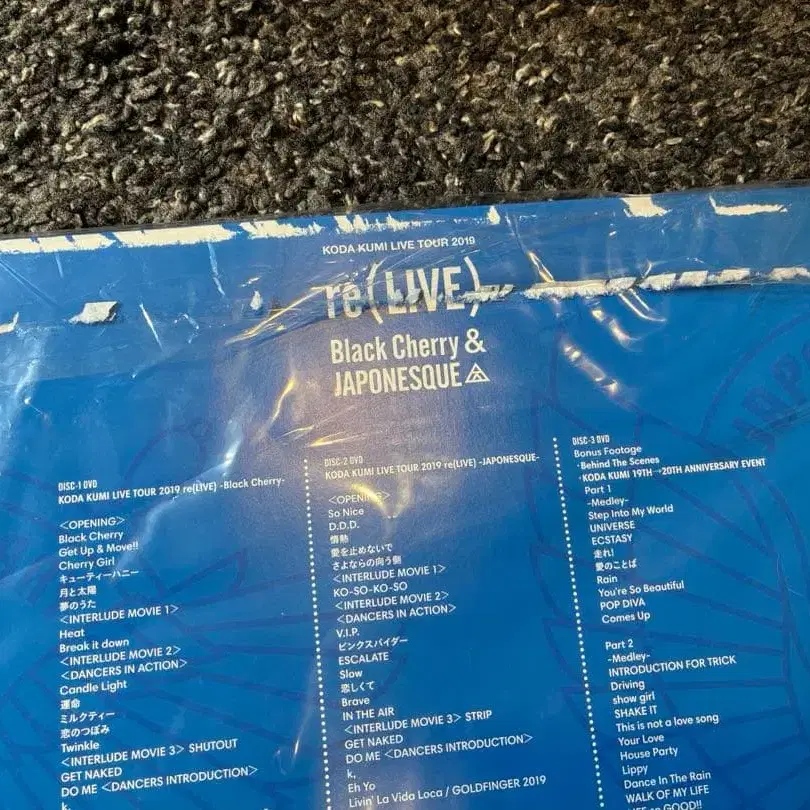 KODA KUMI LIVE TOUR 2019
re(LIVE)
Black Cherry &
JAPONESQUE
DISC-1 DVD
KODA KUMI LIVE TOUR 2019 re(LIVE) -Black Cherry-
<OPENING>
Black Cherry
Get Up & Move!!
Cherry Girl
キューティーハニー
月と太陽
夢のうた
<INTERLUDE MOVIE 1>
Heat
Break it down
<INTERLUDE MOVIE 2>
<DANCERS IN ACTION>
Candle Light
運命
ミルクティー
恋のつぼみ
Twinkle
<INTERLUDE MOVIE 3> SHUTOUT
GET NAKED
DO ME <DANCERS INTRODUCTION>
k,
DISC-2 DVD
KODA KUMI LIVE TOUR 2019 re(LIVE) -JAPONESQUE-
<OPENING>
So Nice
D.D.D.
情熱
愛を止めないで
さよならの向う側
<INTERLUDE MOVIE 1>
KO-SO-KO-SO
<INTERLUDE MOVIE 2>
<DANCERS IN ACTION>
V.I.P.
ピンクスパイダー
ESCALATE
Slow
恋しくて
Brave
IN THE AIR
<INTERLUDE MOVIE 3> STRIP
GET NAKED
DO ME <DANCERS INTRODUCTION>
k,
Eh Yo
Livin' La Vida Loca / GOLDFINGER 2019
DISC-3 DVD
Bonus Footage
・Behind The Scenes
・KODA KUMI 19TH→20TH ANNIVERSARY EVENT
Part 1
-Medley-
Step Into My World
UNIVERSE
ECSTASY
走れ!
愛のことば
Rain
You're So Beautiful
POP DIVA
Comes Up
Part 2
-Medley-
INTRODUCTION FOR TRICK
Driving
show girl
SHAKE IT
This is not a love song
Your Love
House Party
Lippy
Dance In The Rain
WALK OF MY LIFE
GOOD!!